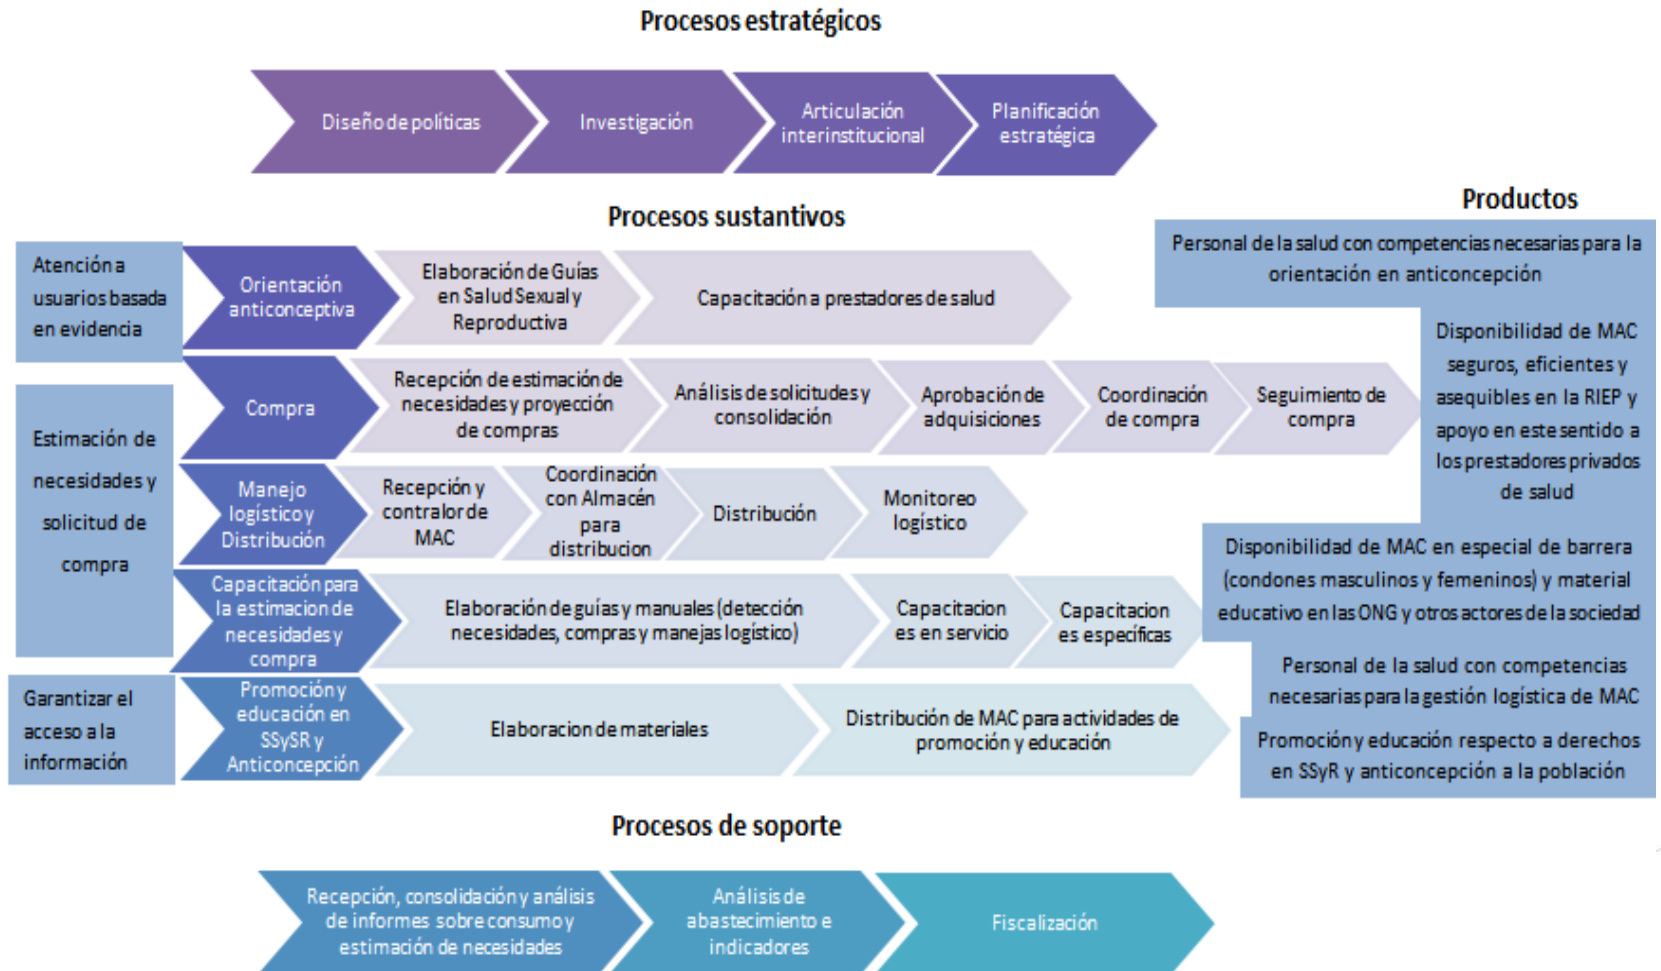 Procesos estratégicos
Diseño de políticas
Investigación
Articulación
interinstitucional
Planificación
estratégica
Procesos sustantivos
Productos
Atención a
usuarios basada
en evidencia
Orientación
anticonceptiva
Elaboración de Guías
en Salud Sexual y
Reproductiva
Capacitación a prestadores de salud
Personal de la salud con competencias necesarias para la
orientación en anticoncepción
Estimación de
necesidades y
solicitud de
compra
Compra
Recepción de estimación de
necesidades y proyección
de compras
Análisis de solicitudes y
consolidación
Aprobación de
adquisiciones
Coordinación
de compra
Seguimiento de
compra
Disponibilidad de MAC
seguros, eficientes y
asequibles en la RIEP y
apoyo en este sentido a
los prestadores privados
de salud
Manejo
logístico y
Distribución
Recepción y
contralor de
MAC
Coordinación
con Almacén
para
distribucion
Distribución
Monitoreo
logístico
Disponibilidad de MAC en especial de barrera
(condones masculinos y femeninos) y material
educativo en las ONG y otros actores de la sociedad
Capacitación para
la estimacion de
necesidades y
compra
Elaboración de guías y manuales (detección
necesidades, compras y manejas logístico)
Capacitacion
es en servicio
Capacitacion
es específicas
Personal de la salud con competencias
necesarias para la gestión logística de MAC
Garantizar el
acceso a la
información
Promoción y
educación en
SSySR y
Anticoncepción
Elaboracion de materiales
Distribución de MAC para actividades de
promoción y educación
Promoción y educación respecto a derechos
en SSyR y anticoncepción a la población
Procesos de soporte
Recepción, consolidación y análisis
de informes sobre consumo y
estimación de necesidades
Análisis de
abastecimiento e
indicadores
Fiscalización